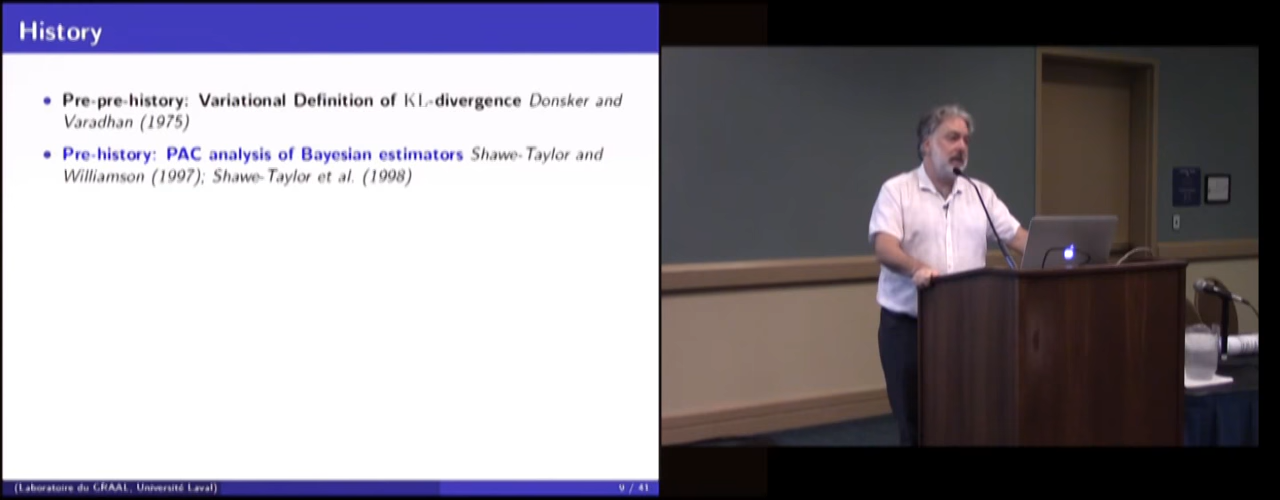 History
• Pre-pre-history: Variational Definition of KL-divergence Donsker and
Varadhan (1975)
• Pre-history: PAC analysis of Bayesian estimators Shawe-Taylor and
Williamson (1997); Shawe-Taylor et al. (1998)
(Laboratoire du GRAAL, Université Laval)
9 / 41